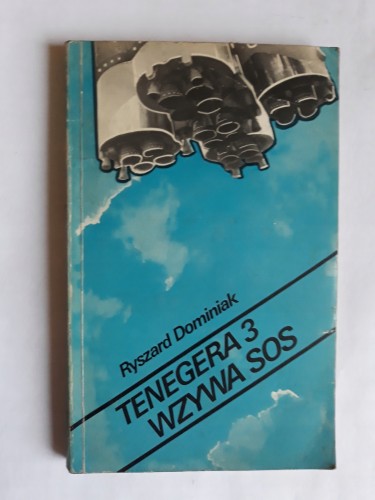 Ryszard Dominiak
TENEGERA 3
WZYWA SOS